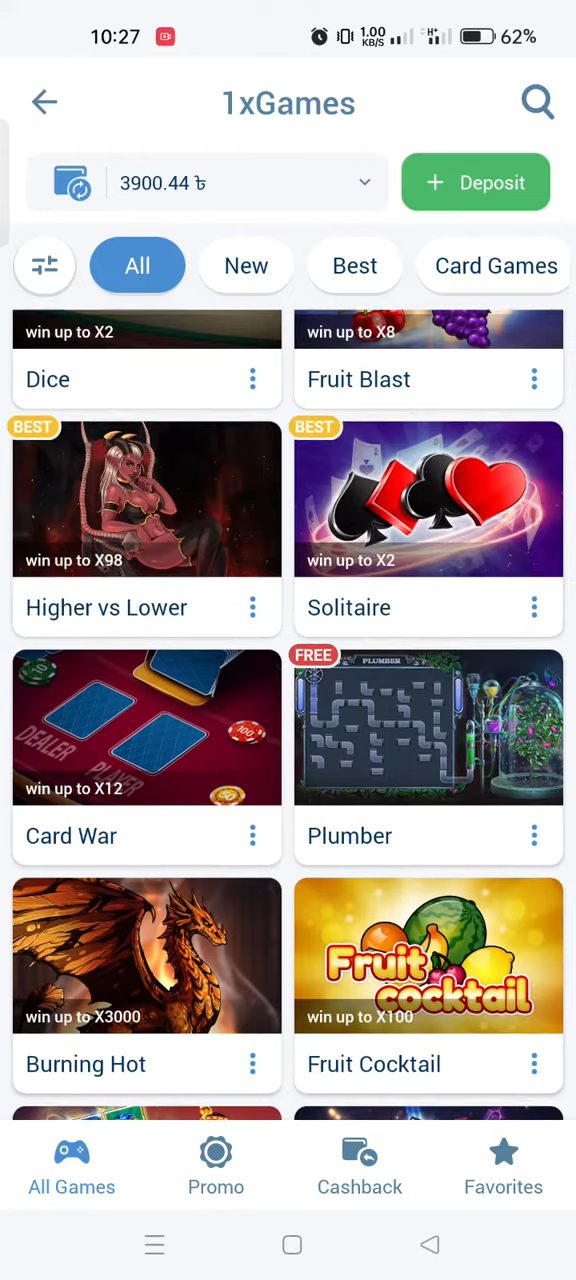 10:27 1.00 KB/S H+ 62%
1xGames
3900.44 ৳ Deposit
All New Best Card Games
win up to X2 win up to X8
Dice Fruit Blast
BEST BEST
win up to X98 win up to X2
Higher vs Lower Solitaire
FREE
PLUMBER
DEALER
PLAYER
100
50
win up to X12
Card War Plumber
Fruit cocktail
win up to X3000 win up to X100
Burning Hot Fruit Cocktail
All Games Promo Cashback Favorites